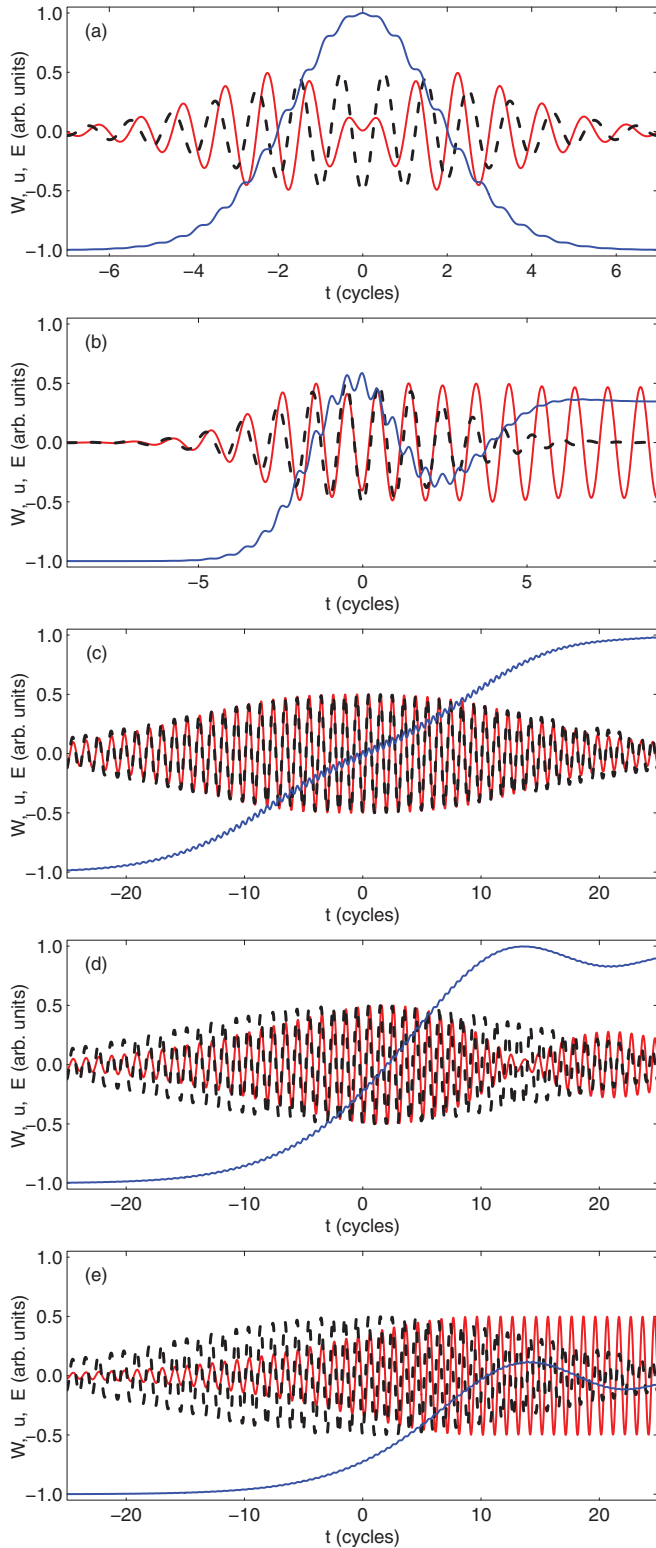 (a)
1.0
0.5
0.0
−0.5
−1.0
W, u, E (arb. units)
−6 −4 −2 0 2 4 6
t (cycles)
(b)
1.0
0.5
0.0
−0.5
−1.0
W, u, E (arb. units)
−5 0 5
t (cycles)
(c)
1.0
0.5
0.0
−0.5
−1.0
W, u, E (arb. units)
−20 −10 0 10 20
t (cycles)
(d)
1.0
0.5
0.0
−0.5
−1.0
W, u, E (arb. units)
−20 −10 0 10 20
t (cycles)
(e)
1.0
0.5
0.0
−0.5
−1.0
W, u, E (arb. units)
−20 −10 0 10 20
t (cycles)